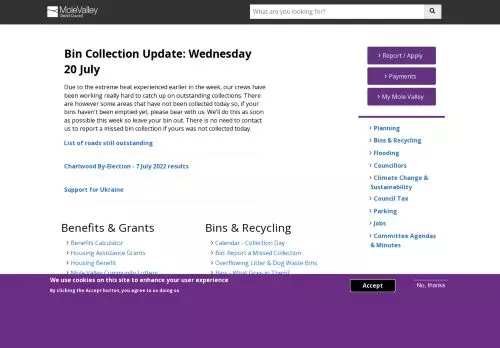 MoleValley
District Council
What are you looking for?
Bin Collection Update: Wednesday
20 July
Due to the extreme heat experienced earlier in the week, our crews have
been working really hard to catch up on outstanding collections. There
are however some areas that have not been collected today so, if your
bins haven't been emptied yet, please bear with us. We'll do this as soon
as possible this week so leave your bin out. There is no need to contact
us to report a missed bin collection if yours was not collected today.
List of roads still outstanding
Charlwood By-Election - 7 July 2022 results
Support for Ukraine
Report / Apply
Payments
My Mole Valley
Planning
Bins & Recycling
Flooding
Councillors
Climate Change &
Sustainability
Council Tax
Parking
Jobs
Committee Agendas
& Minutes
Benefits & Grants
Benefits Calculator
Housing Assistance Grants
Housing Benefit
Mole Valley Community Lottery
Bins & Recycling
Calendar - Collection Day
Bin: Report a Missed Collection
Overflowing Litter & Dog Waste Bins
Bins - What Goes in Them?
We use cookies on this site to enhance your user experience
By clicking the Accept button, you agree to us doing so.
Accept
No, thanks